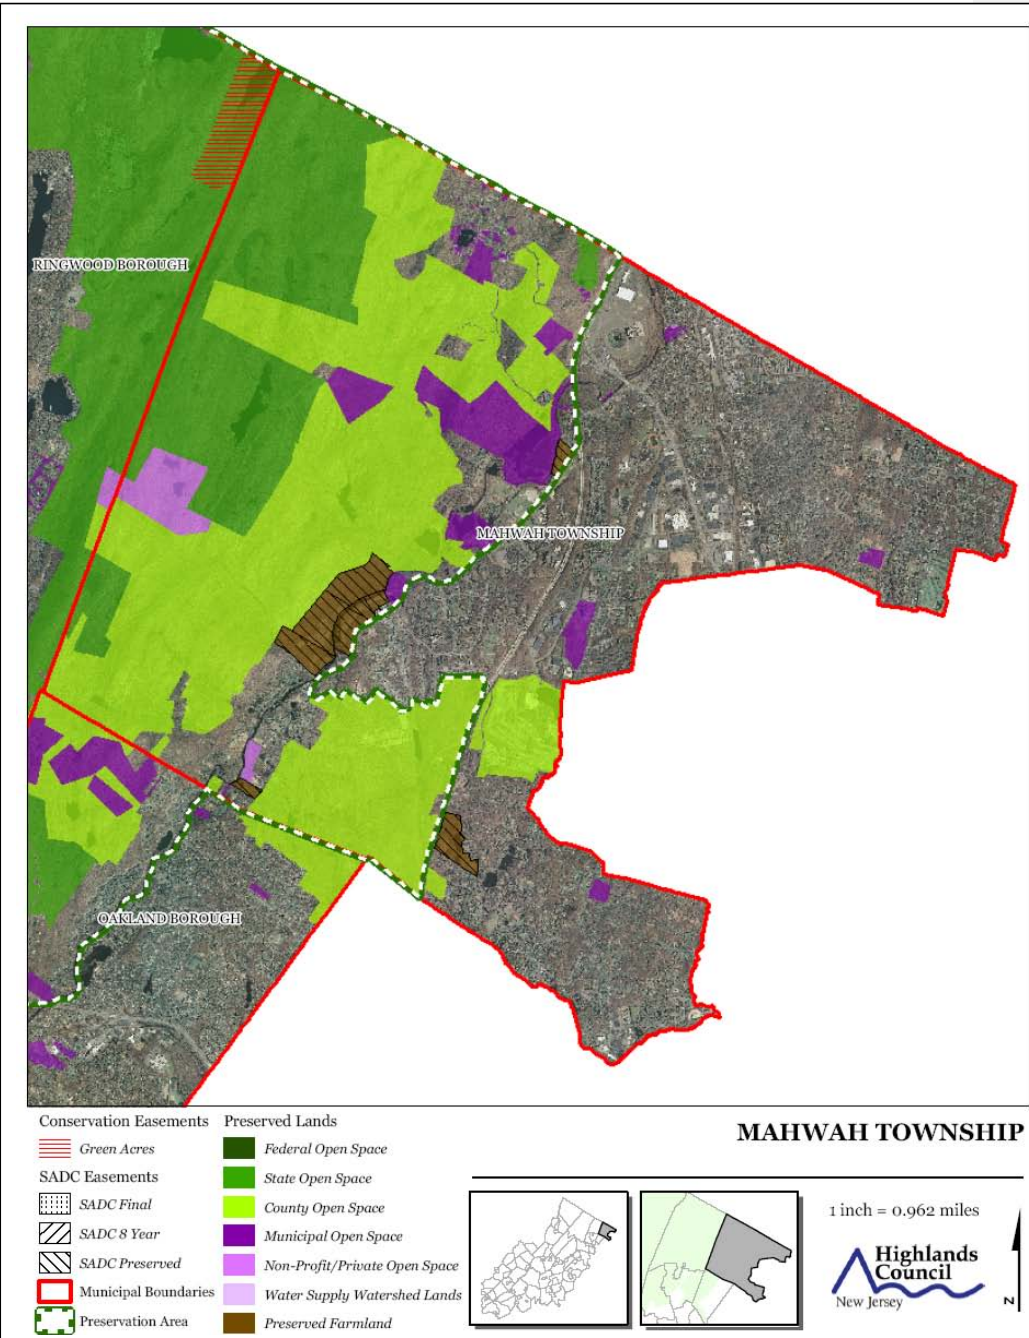 RINGWOOD BOROUGH
MAHWAH TOWNSHIP
OAKLAND BOROUGH
Conservation Easements
Green Acres
SADC Easements
SADC Final
SADC 8 Year
SADC Preserved
Municipal Boundaries
Preservation Area
Preserved Lands
Federal Open Space
State Open Space
County Open Space
Municipal Open Space
Non-Profit/Private Open Space
Water Supply Watershed Lands
Preserved Farmland
MAHWAH TOWNSHIP
1 inch = 0.962 miles
Highlands
Council
New Jersey
N